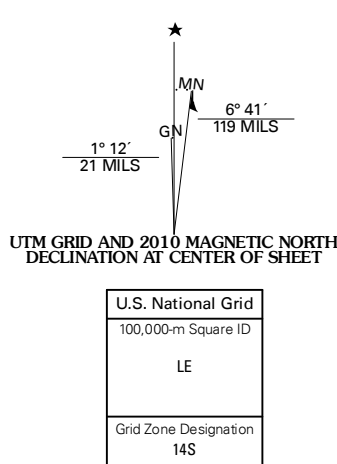 ★
MN
6° 41´
119 MILS
GN
1° 12´
21 MILS
UTM GRID AND 2010 MAGNETIC NORTH
DECLINATION AT CENTER OF SHEET
U.S. National Grid
100,000-m Square ID
LE
Grid Zone Designation
14S